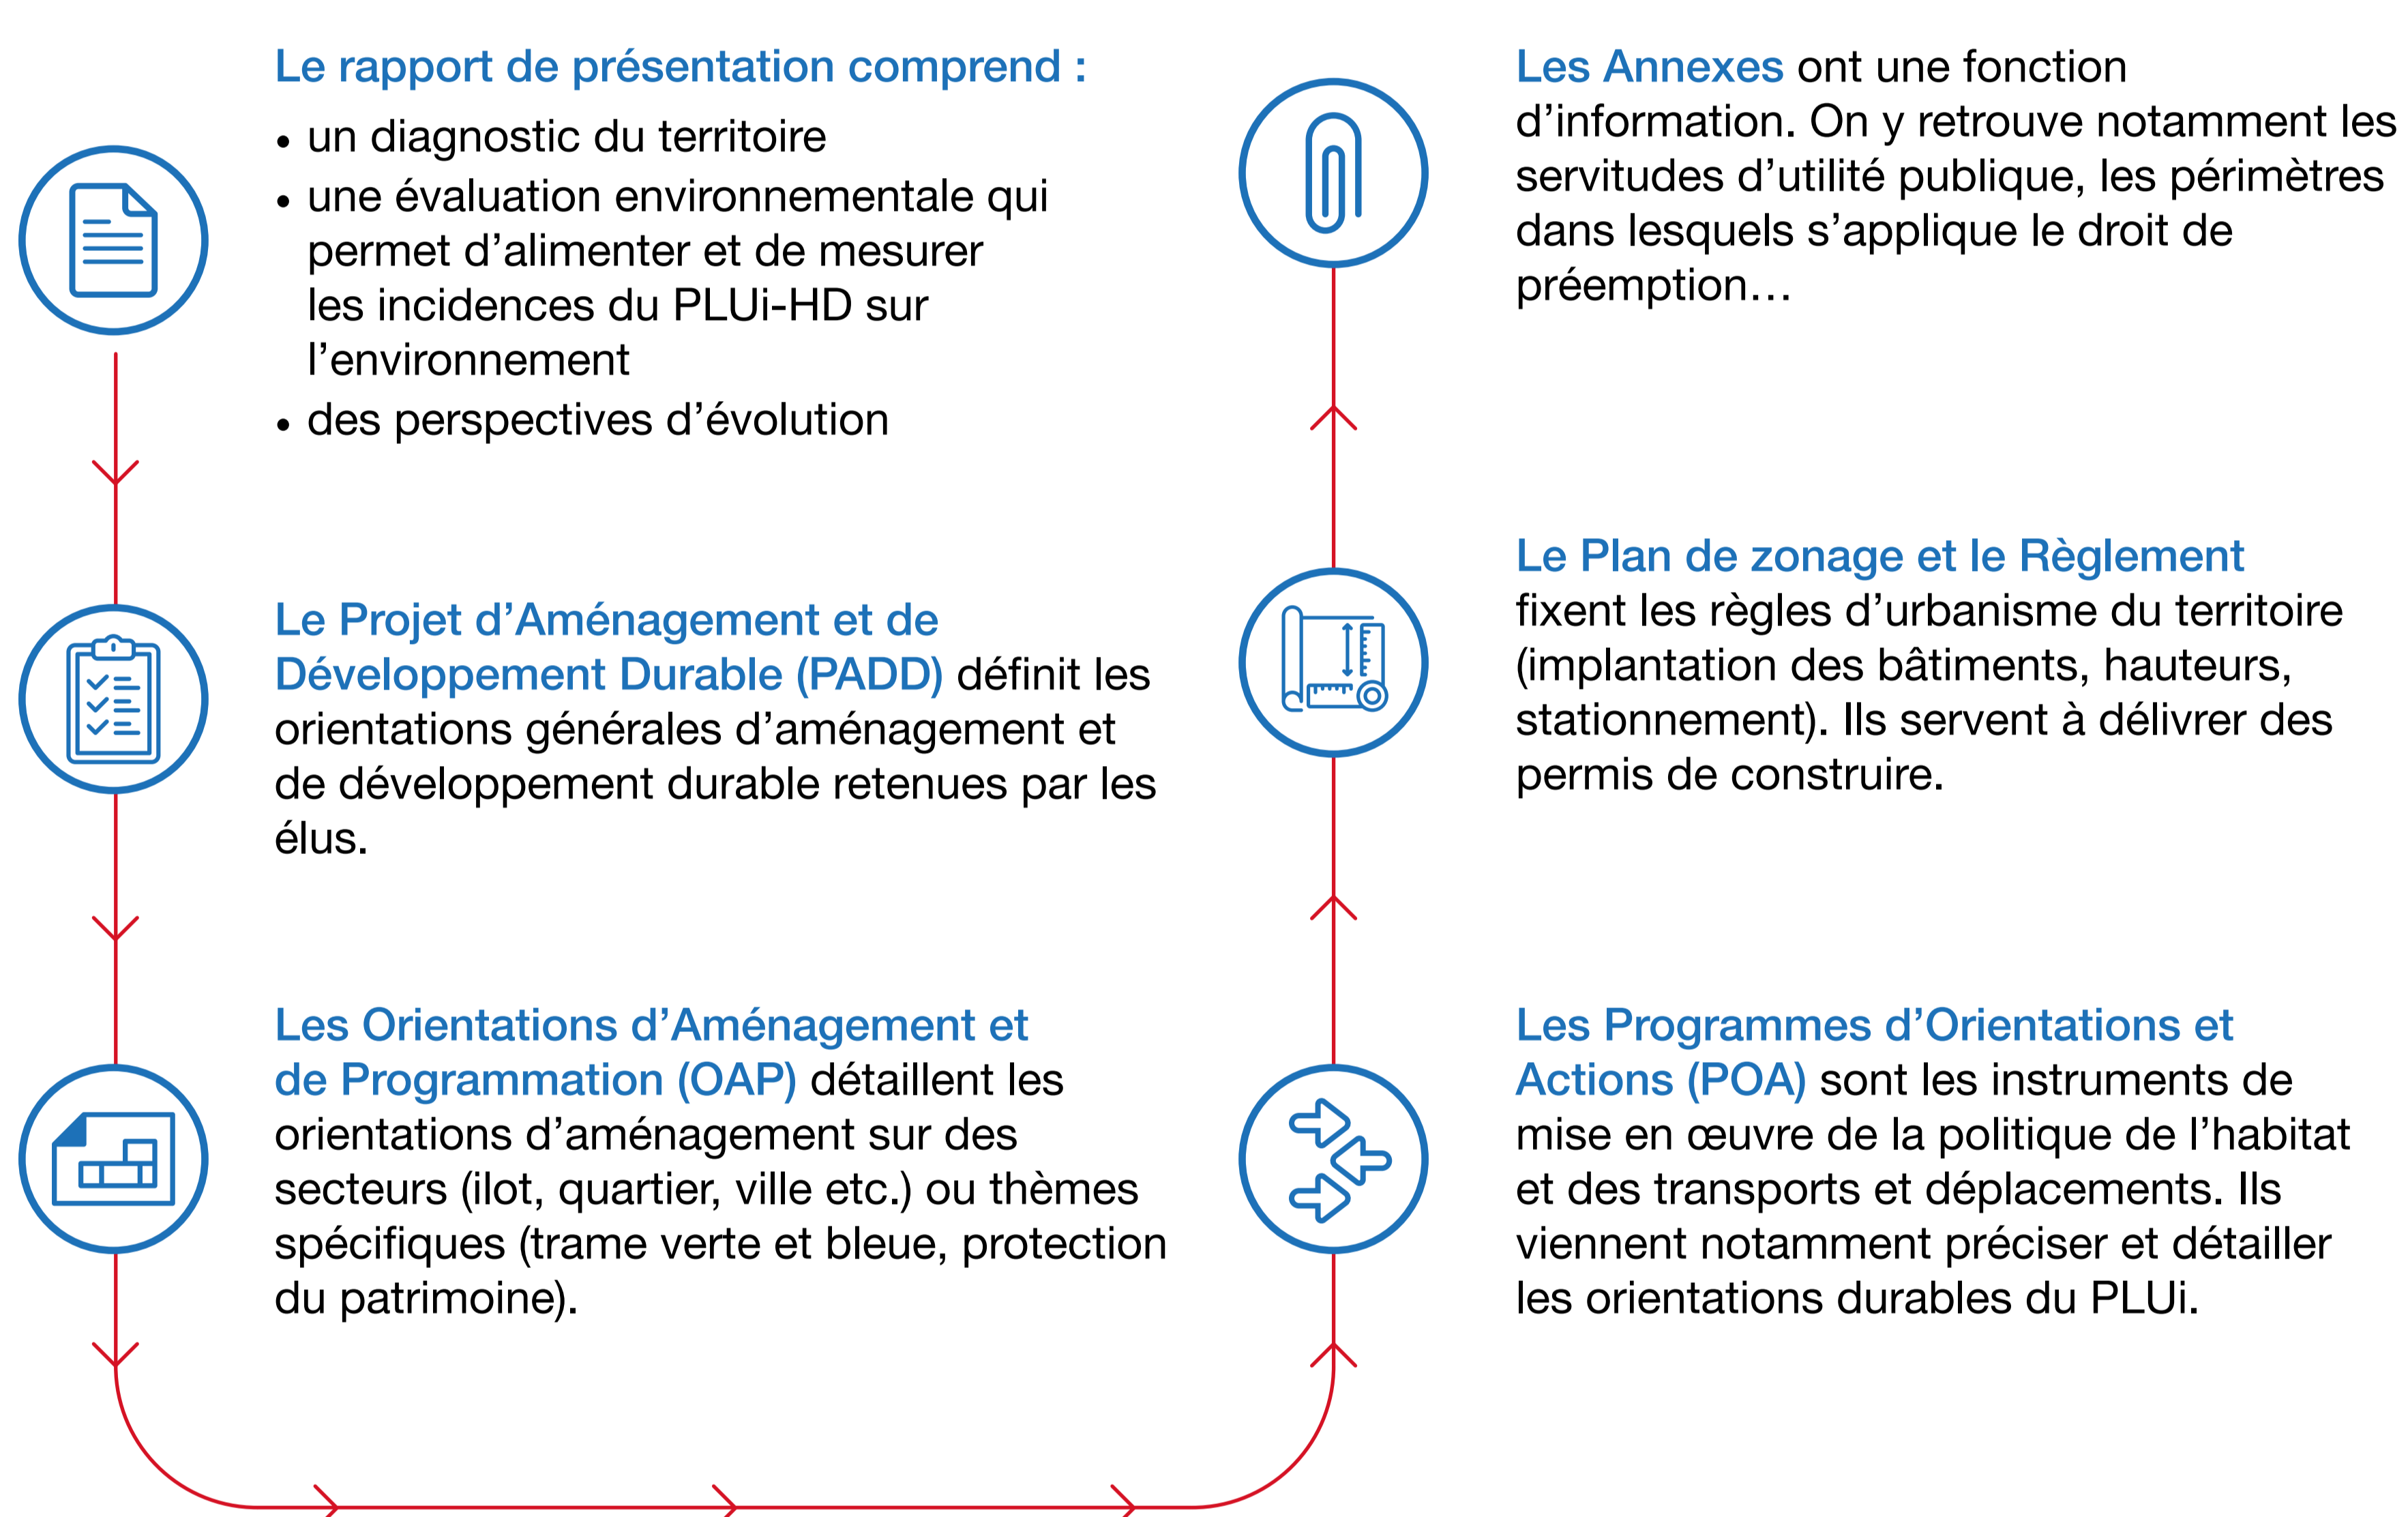 Le rapport de présentation comprend :
• un diagnostic du territoire
• une évaluation environnementale qui
permet d’alimenter et de mesurer
les incidences du PLUi-HD sur
l’environnement
• des perspectives d’évolution
Le Projet d’Aménagement et de
Développement Durable (PADD) définit les
orientations générales d’aménagement et
de développement durable retenues par les
élus.
Les Orientations d’Aménagement et
de Programmation (OAP) détaillent les
orientations d’aménagement sur des
secteurs (ilot, quartier, ville etc.) ou thèmes
spécifiques (trame verte et bleue, protection
du patrimoine).
Les Programmes d’Orientations et
Actions (POA) sont les instruments de
mise en œuvre de la politique de l’habitat
et des transports et déplacements. Ils
viennent notamment préciser et détailler
les orientations durables du PLUi.
Le Plan de zonage et le Règlement
fixent les règles d’urbanisme du territoire
(implantation des bâtiments, hauteurs,
stationnement). Ils servent à délivrer des
permis de construire.
Les Annexes ont une fonction
d’information. On y retrouve notamment les
servitudes d’utilité publique, les périmètres
dans lesquels s’applique le droit de
préemption…